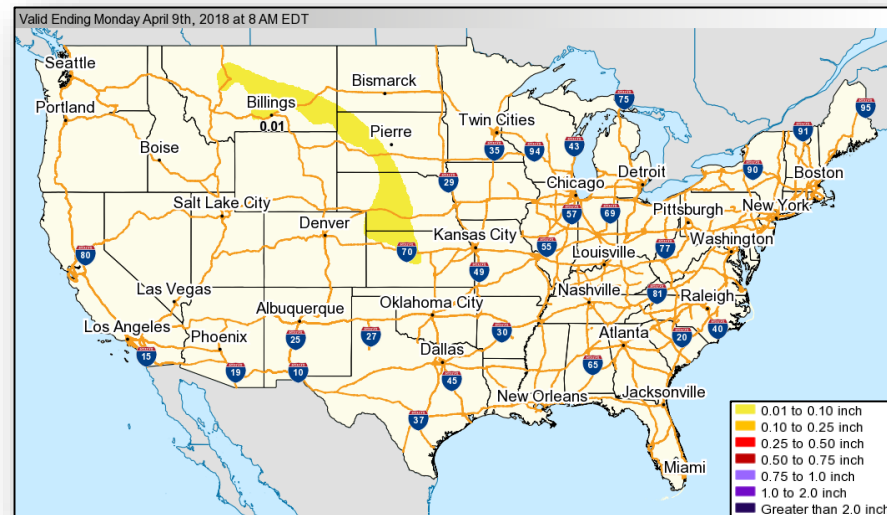 Valid Ending Monday April 9th, 2018 at 8 AM EDT
Seattle
Portland
Boise
Billings
0.01
Bismarck
Pierre
Twin Cities
75
95
91
35
94
43
90
Boston
29
Chicago
Detroit
57
69
Pittsburgh
New York
Salt Lake City
Denver
80
70
Kansas City
49
55
Louisville
77
Washington
Las Vegas
Albuquerque
Oklahoma City
Nashville
81
Raleigh
Los Angeles
15
Phoenix
25
27
30
Atlanta
20
40
19
10
Dallas
45
65
37
New Orleans
Jacksonville
Miami
0.01 to 0.10 inch
0.10 to 0.25 inch
0.25 to 0.50 inch
0.50 to 0.75 inch
0.75 to 1.0 inch
1.0 to 2.0 inch
Greater than 2.0 inch